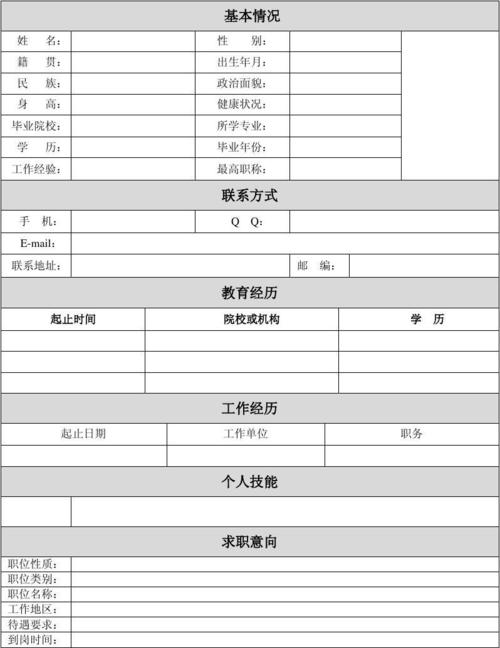 基本情况
姓 名： 性 别：
籍 贯： 出生年月：
民 族： 政治面貌：
身 高： 健康状况：
毕业院校： 所学专业：
学 历： 毕业年份：
工作经验： 最高职称：
联系方式
手 机： Q Q：
E-mail：
联系地址： 邮 编：
教育经历
起止时间 院校或机构 学 历
工作经历
起止日期 工作单位 职务
个人技能
求职意向
职位性质：
职位类别：
职位名称：
工作地区：
待遇要求：
到岗时间：